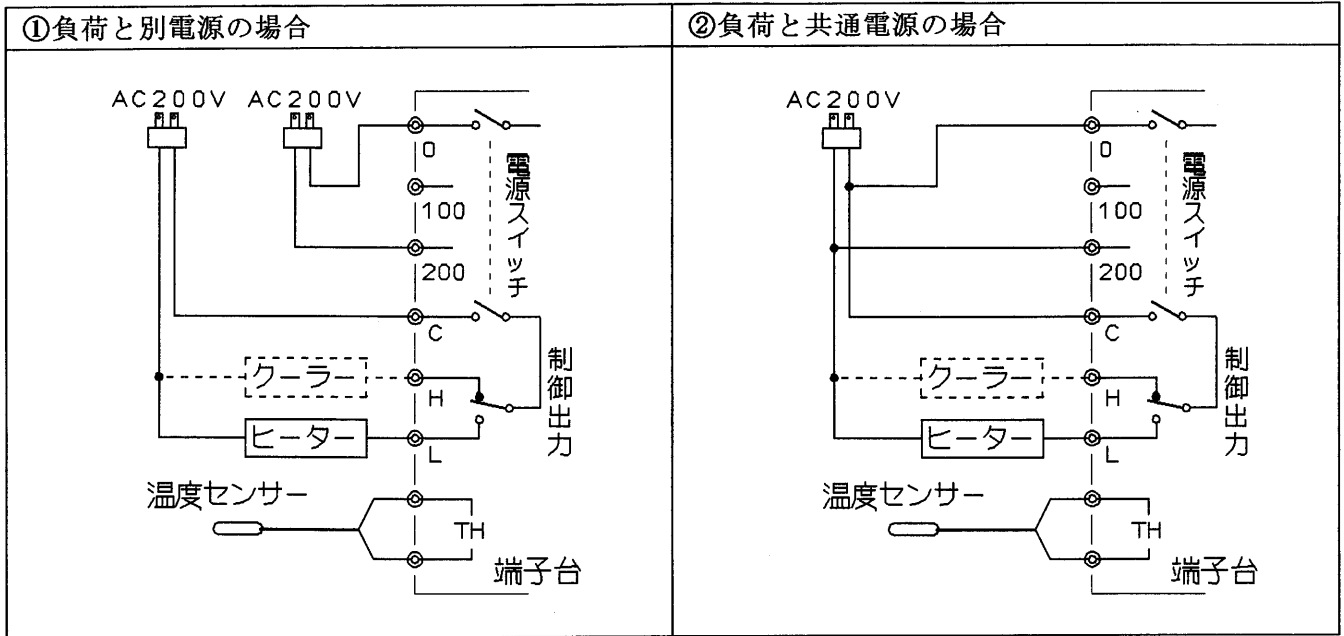 ①負荷と別電源の場合
AC200V AC200V
0
100
200
電源スイッチ
C
クーラー
H
ヒーター
L
制御出力
温度センサー
TH
端子台
②負荷と共通電源の場合
AC200V
0
100
200
電源スイッチ
C
クーラー
H
ヒーター
L
制御出力
温度センサー
TH
端子台